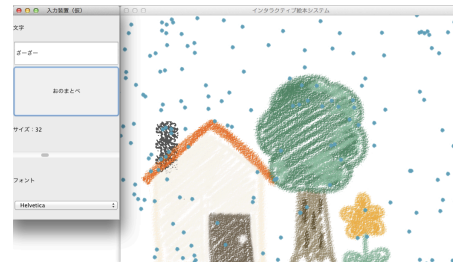 入力装置（仮）
インタラクティブ絵本システム
文字
ざーざー
おのまとぺ
サイズ：32
フォント
Helvetica